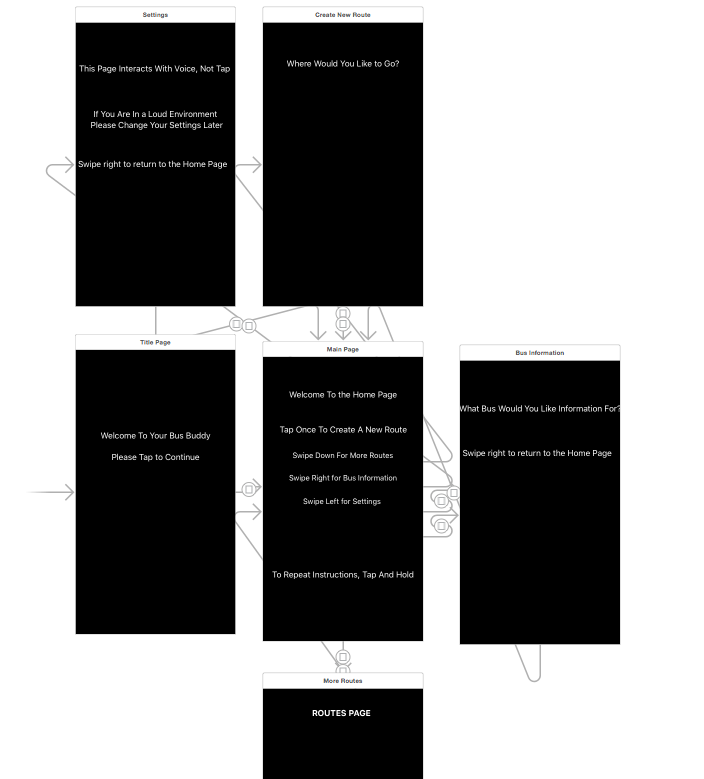 Settings
This Page Interacts With Voice, Not Tap
If You Are In a Loud Environment
Please Change Your Settings Later
Swipe right to return to the Home Page
Create New Route
Where Would You Like to Go?
Title Page
Welcome To Your Bus Buddy
Please Tap to Continue
Main Page
Welcome To the Home Page
Tap Once To Create A New Route
Swipe Down For More Routes
Swipe Right for Bus Information
Swipe Left for Settings
To Repeat Instructions, Tap And Hold
Bus Information
What Bus Would You Like Information For?
Swipe right to return to the Home Page
More Routes
ROUTES PAGE